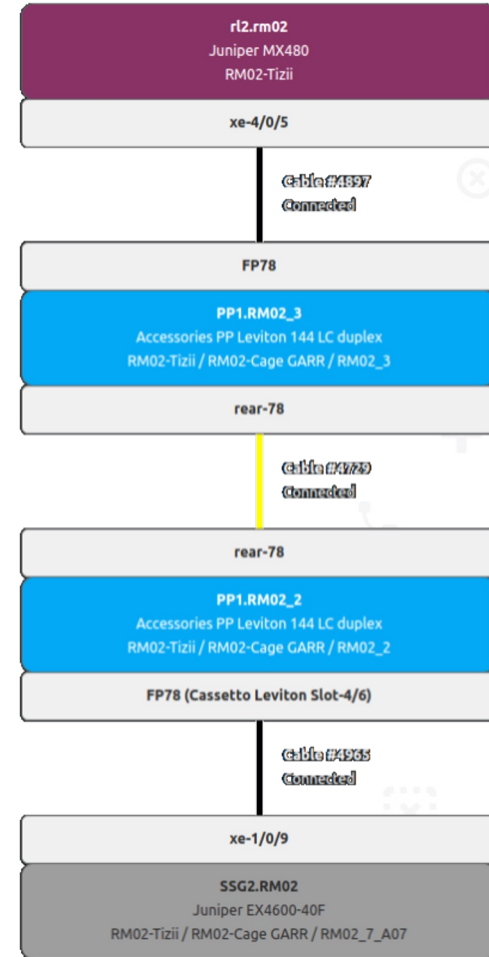 rl2.rm02
Juniper MX480
RM02-Tizii
xe-4/0/5
Cable #4897
Connected
FP78
PP1.RM02_3
Accessories PP Leviton 144 LC duplex
RM02-Tizii / RM02-Cage GARR / RM02_3
rear-78
Cable #4729
Connected
rear-78
PP1.RM02_2
Accessories PP Leviton 144 LC duplex
RM02-Tizii / RM02-Cage GARR / RM02_2
FP78 (Cassetto Leviton Slot-4/6)
Cable #4965
Connected
xe-1/0/9
SSG2.RM02
Juniper EX4600-40F
RM02-Tizii / RM02-Cage GARR / RM02_7_A07